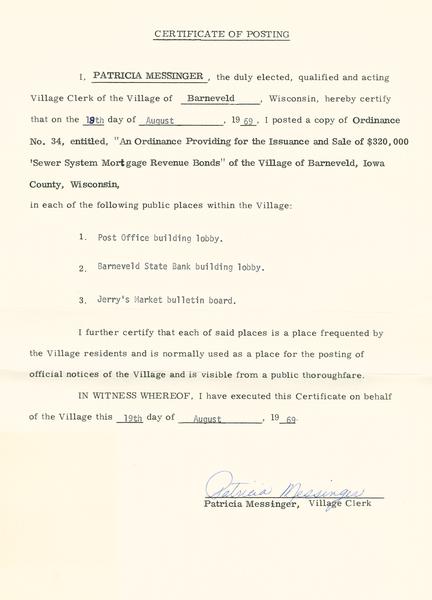 CERTIFICATE OF POSTING
I, PATRICIA MESSINGER, the duly elected, qualified and acting
Village Clerk of the Village of Barneveld, Wisconsin, hereby certify
that on the 19th day of August, 1969, I posted a copy of Ordinance
No. 34, entitled, "An Ordinance Providing for the Issuance and Sale of $320,000
'Sewer System Mortgage Revenue Bonds" of the Village of Barneveld, Iowa
County, Wisconsin,
in each of the following public places within the Village:
1. Post Office building lobby.
2. Barneveld State Bank building lobby.
3. Jerry's Market bulletin board.
I further certify that each of said places is a place frequented by
the Village residents and is normally used as a place for the posting of
official notices of the Village and is visible from a public thoroughfare.
IN WITNESS WHEREOF, I have executed this Certificate on behalf
of the Village this 19th day of August, 1969
Patricia Messinger
Patricia Messinger, Village Clerk